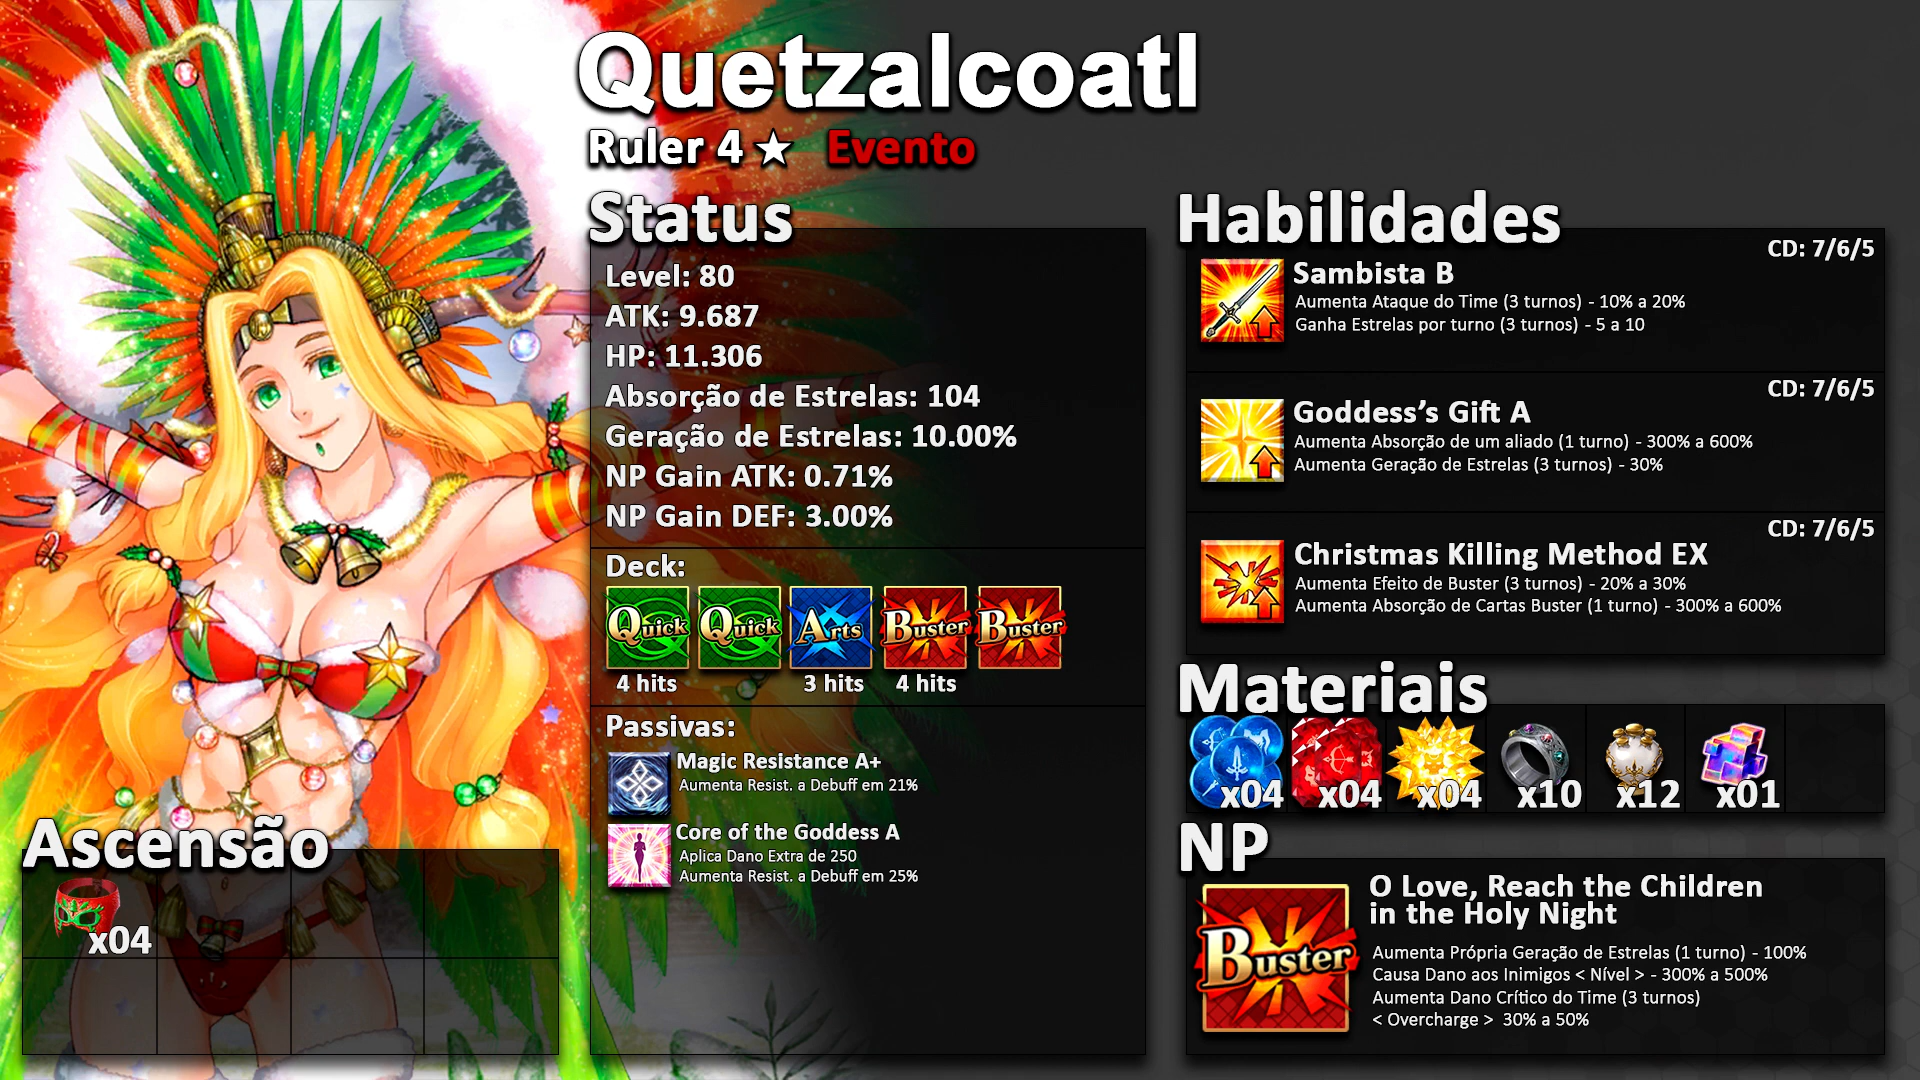 Quetzalcoatl
Ruler 4 ★ Evento
Status
Level: 80
ATK: 9.687
HP: 11.306
Absorção de Estrelas: 104
Geração de Estrelas: 10.00%
NP Gain ATK: 0.71%
NP Gain DEF: 3.00%
Deck:
Quick Quick Arts Buster Buster
4 hits 3 hits 4 hits
Passivas:
Magic Resistance A+
Aumenta Resist. a Debuff em 21%
Core of the Goddess A
Aplica Dano Extra de 250
Aumenta Resist. a Debuff em 25%
Ascensão
x04
Habilidades
CD: 7/6/5
Sambista B
Aumenta Ataque do Time (3 turnos) - 10% a 20%
Ganha Estrelas por turno (3 turnos) - 5 a 10
CD: 7/6/5
Goddess’s Gift A
Aumenta Absorção de um aliado (1 turno) - 300% a 600%
Aumenta Geração de Estrelas (3 turnos) - 30%
CD: 7/6/5
Christmas Killing Method EX
Aumenta Efeito de Buster (3 turnos) - 20% a 30%
Aumenta Absorção de Cartas Buster (1 turno) - 300% a 600%
Materiais
x04 x04 x04 x10 x12 x01
NP
Buster
O Love, Reach the Children
in the Holy Night
Aumenta Própria Geração de Estrelas (1 turno) - 100%
Causa Dano aos Inimigos < Nível > - 300% a 500%
Aumenta Dano Crítico do Time (3 turnos)
< Overcharge > 30% a 50%